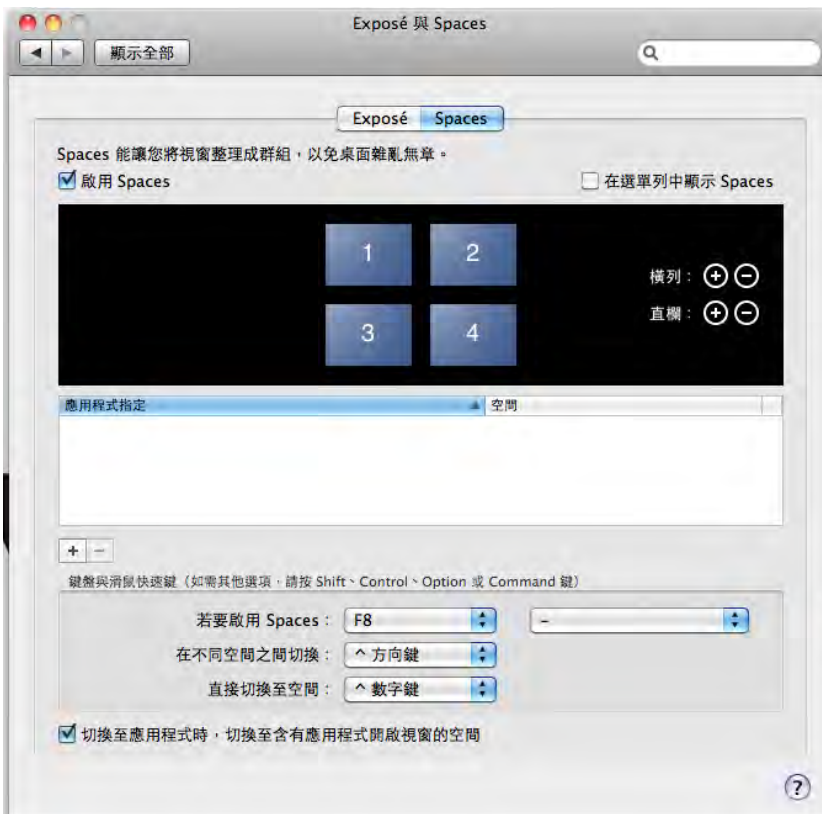 Exposé 與 Spaces
顯示全部
Exposé Spaces
Spaces 能讓您將視窗整理成群組，以免桌面雜亂無章。
啟用 Spaces 在選單列中顯示 Spaces
1 2
橫列：
直欄：
3 4
應用程式指定 空間
+ −
鍵盤與滑鼠快速鍵（如需其他選項，請按 Shift、Control、Option 或 Command 鍵）
若要啟用 Spaces： F8 –
在不同空間之間切換： ^ 方向鍵
直接切換至空間： ^ 數字鍵
切換至應用程式時，切換至含有應用程式開啟視窗的空間
?